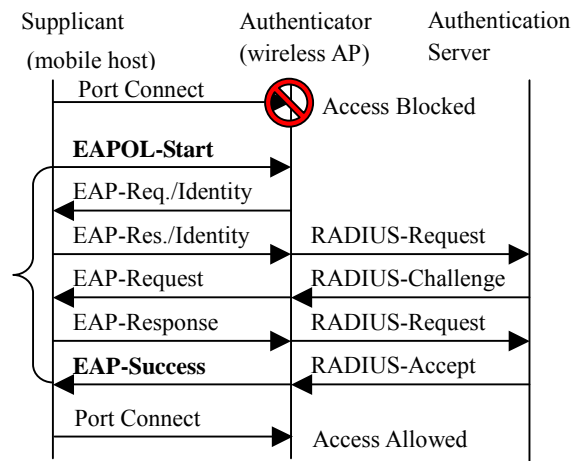 Supplicant
(mobile host)
Authenticator
(wireless AP)
Authentication
Server
Port Connect
Access Blocked
EAPOL-Start
EAP-Req./Identity
EAP-Res./Identity
RADIUS-Request
EAP-Request
RADIUS-Challenge
EAP-Response
RADIUS-Request
EAP-Success
RADIUS-Accept
Port Connect
Access Allowed